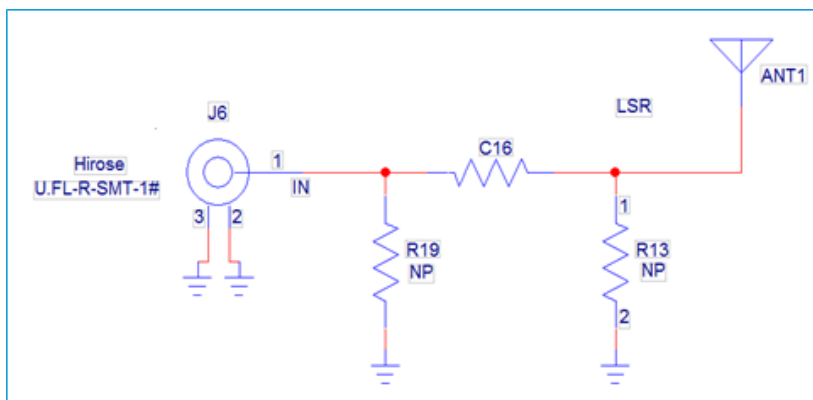 ANT1
LSR
J6
C16
Hirose
U.FL-R-SMT-1#
1
IN
3
2
1
R19
NP
R13
NP
2